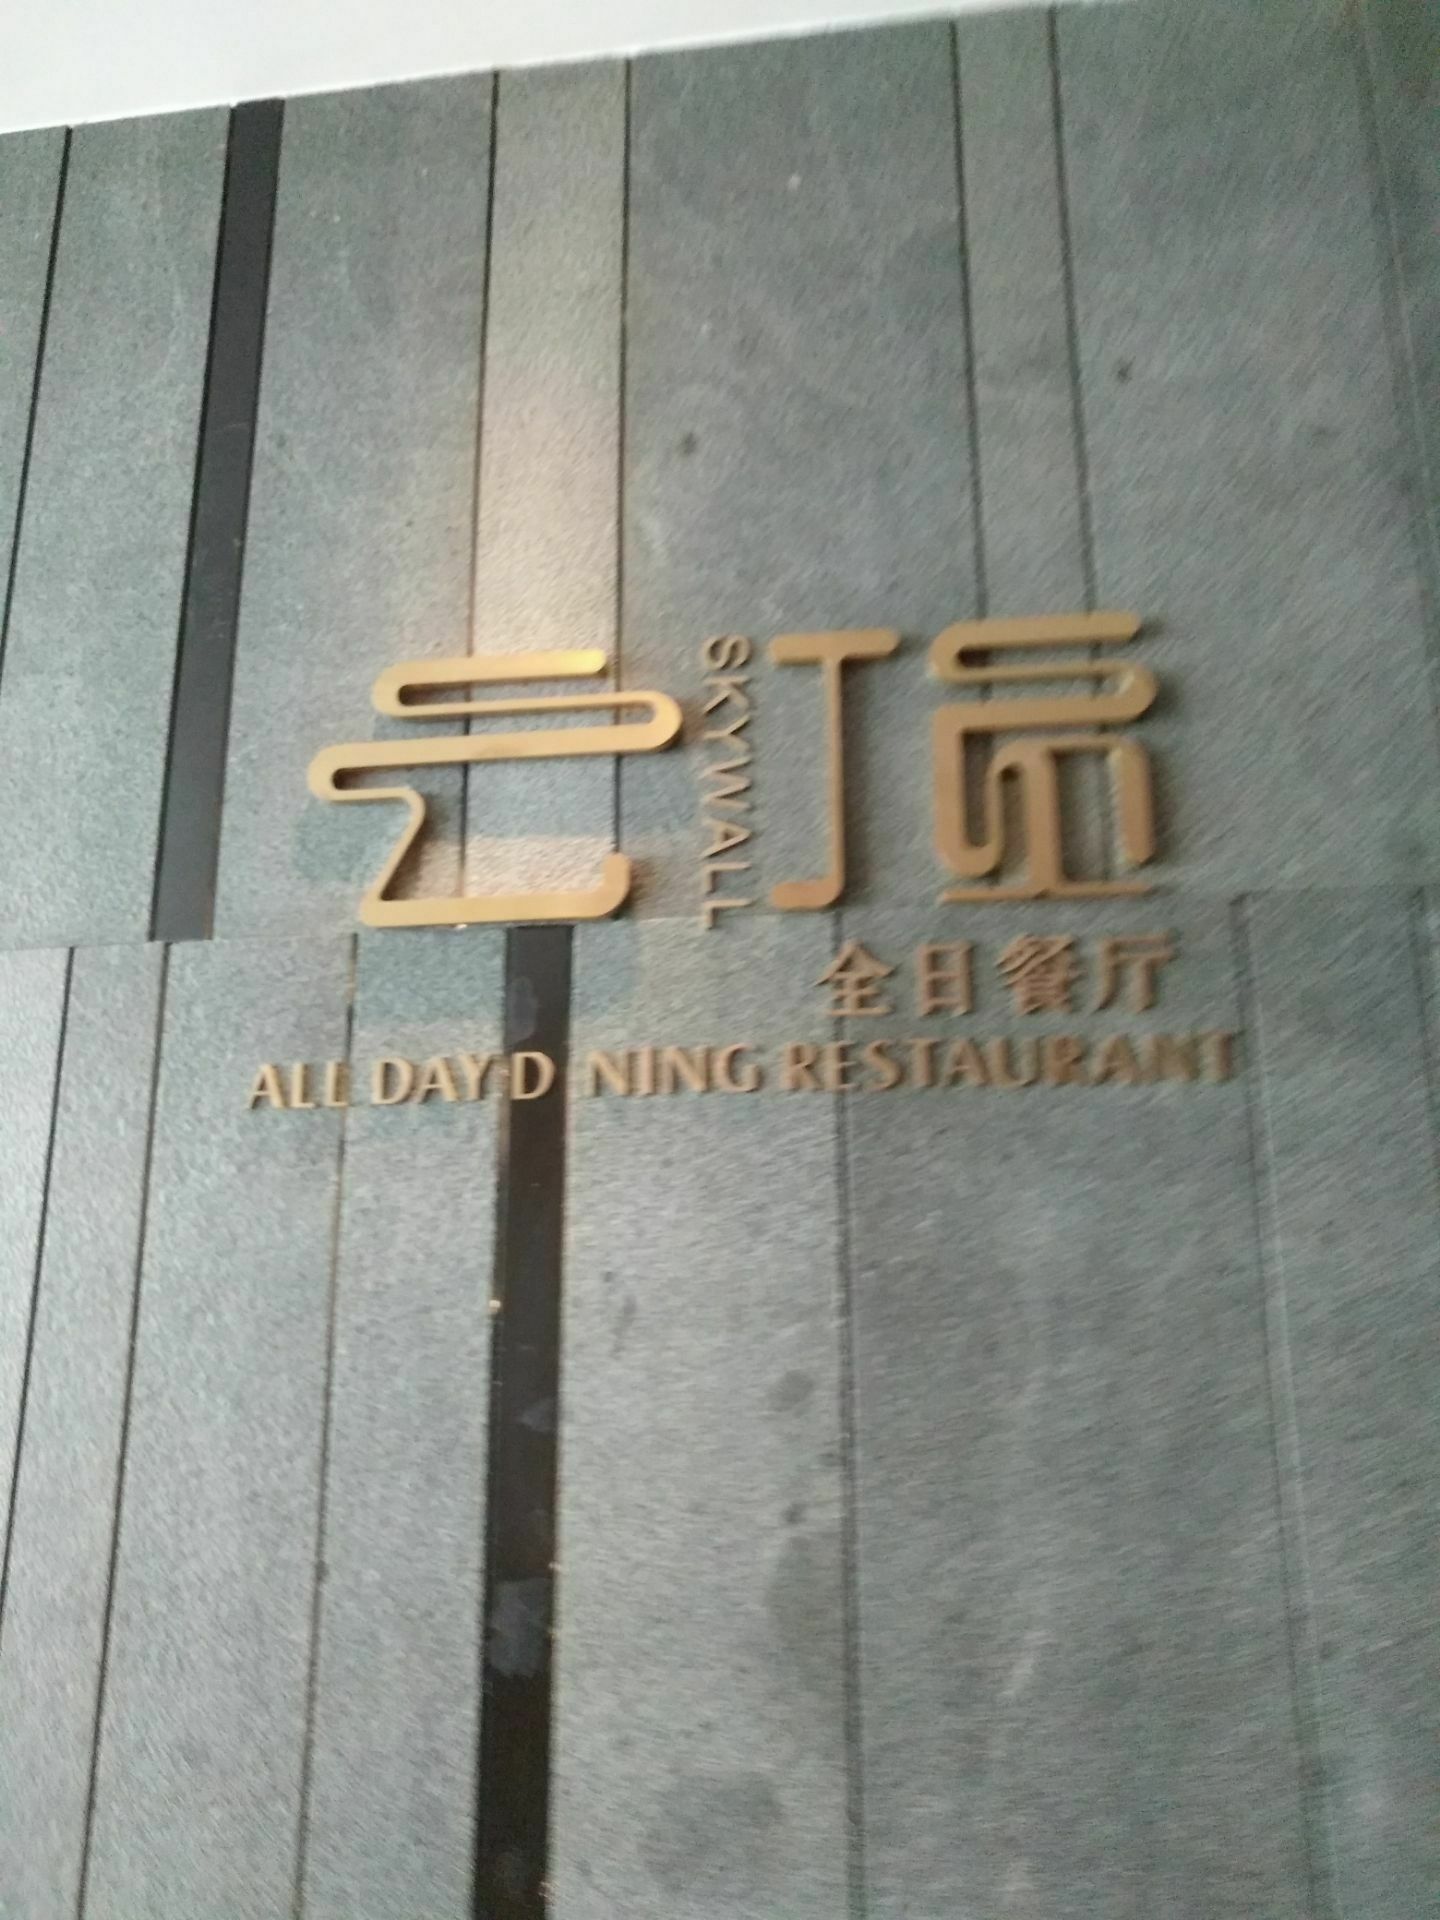 云顶
SKYWALL
全日餐厅
ALL DAY D NING RESTAURANT